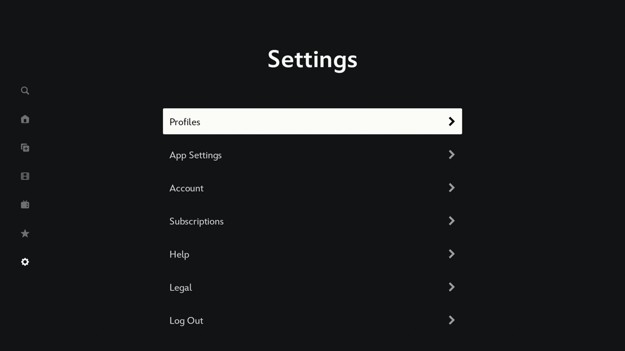 Settings
Profiles
App Settings
Account
Subscriptions
Help
Legal
Log Out